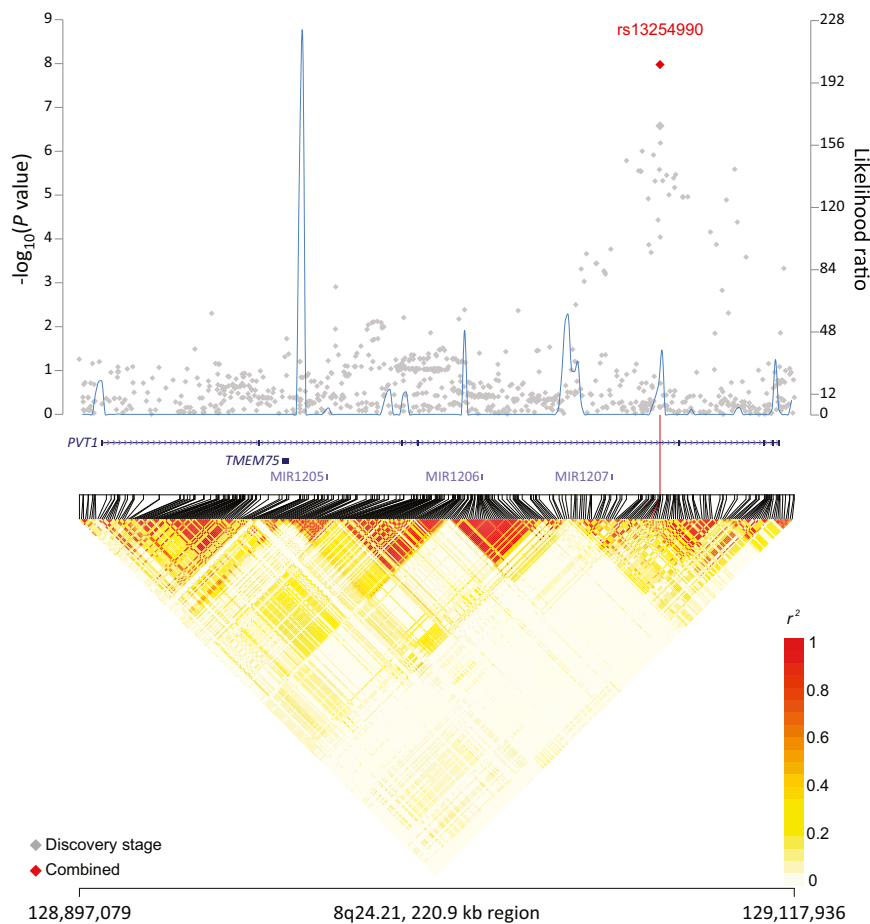 rs13254990
-log10(P value)
9
8
7
6
5
4
3
2
1
0
Likelihood ratio
228
192
156
120
84
48
12
0
PVT1
TMEM75
MIR1205
MIR1206
MIR1207
r²
1
0.8
0.6
0.4
0.2
0
Discovery stage
Combined
128,897,079
8q24.21, 220.9 kb region
129,117,936